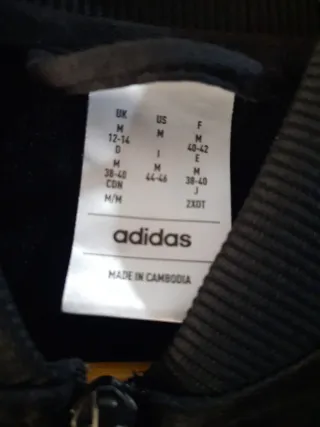 UK US F
M M M
12-14 40-42
D I E
M M M
38-40 44-46 38-40
CDN J
M/M 2XOT
adidas
MADE IN CAMBODIA